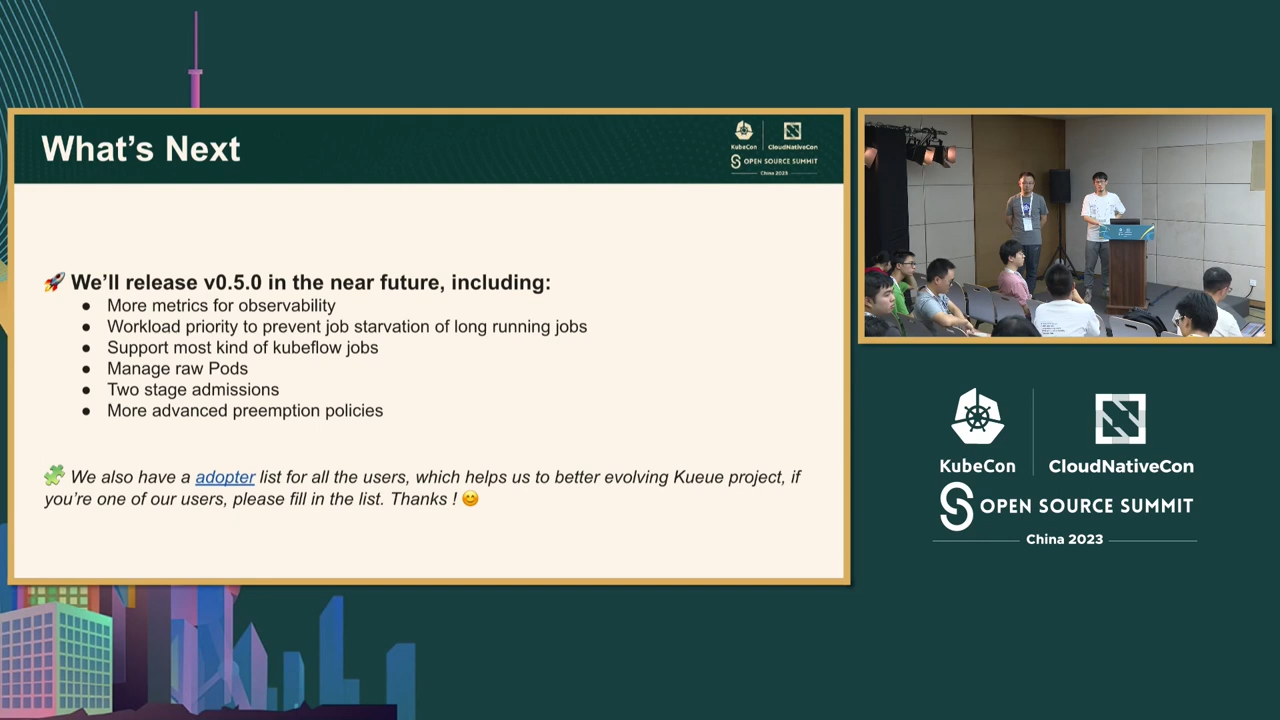 What's Next
KubeCon
CloudNativeCon
OPEN SOURCE SUMMIT
China 2023
🚀 We'll release v0.5.0 in the near future, including:
● More metrics for observability
● Workload priority to prevent job starvation of long running jobs
● Support most kind of kubeflow jobs
● Manage raw Pods
● Two stage admissions
● More advanced preemption policies
🧩 We also have a adopter list for all the users, which helps us to better evolving Kueue project, if
you're one of our users, please fill in the list. Thanks ! 😊
KubeCon
CloudNativeCon
OPEN SOURCE SUMMIT
China 2023